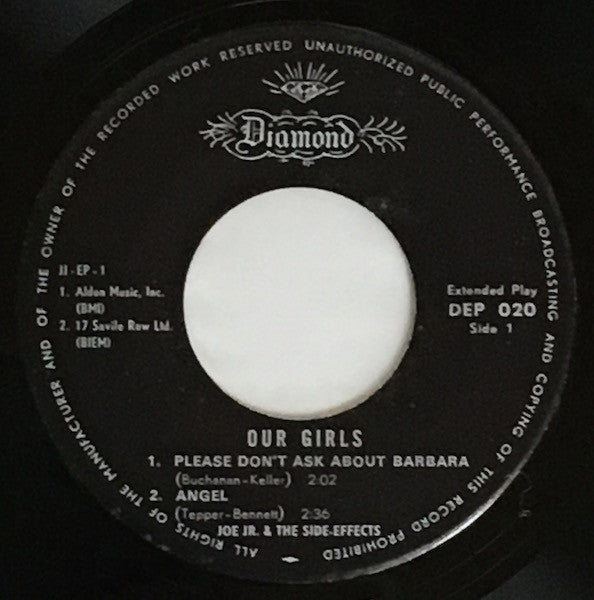 ALL RIGHTS OF THE MANUFACTURER AND OF THE OWNER OF THE RECORDED WORK RESERVED UNAUTHORIZED PUBLIC PERFORMANCE BROADCASTING AND COPYING OF THIS RECORD PROHIBITED
Diamond
JJ-EP-1
1. Aldon Music, Inc.
(BMI)
2. 17 Savile Row Ltd.
(BIEM)
Extended Play
DEP 020
Side 1
OUR GIRLS
1. PLEASE DON'T ASK ABOUT BARBARA
(Buchanan-Keller) 2:02
2. ANGEL
(Tepper-Bennett) 2:36
JOE JR. & THE SIDE-EFFECTS